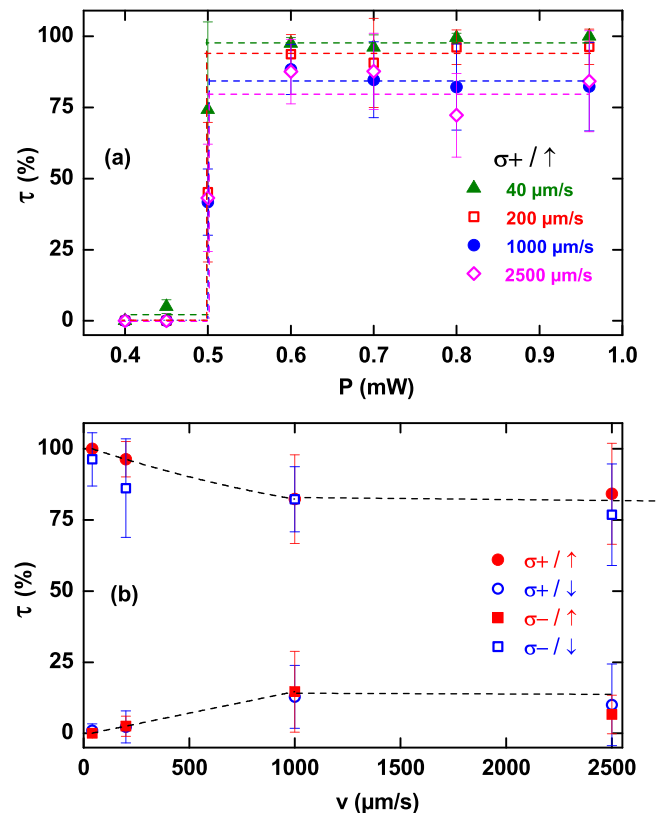 100
75
50
25
0
τ (%)
(a)
σ+ / ↑
40 µm/s
200 µm/s
1000 µm/s
2500 µm/s
0.4 0.5 0.6 0.7 0.8 0.9 1.0
P (mW)
100
75
50
25
0
τ (%)
(b)
σ+ / ↑
σ+ / ↓
σ− / ↑
σ− / ↓
0 500 1000 1500 2000 2500
v (µm/s)